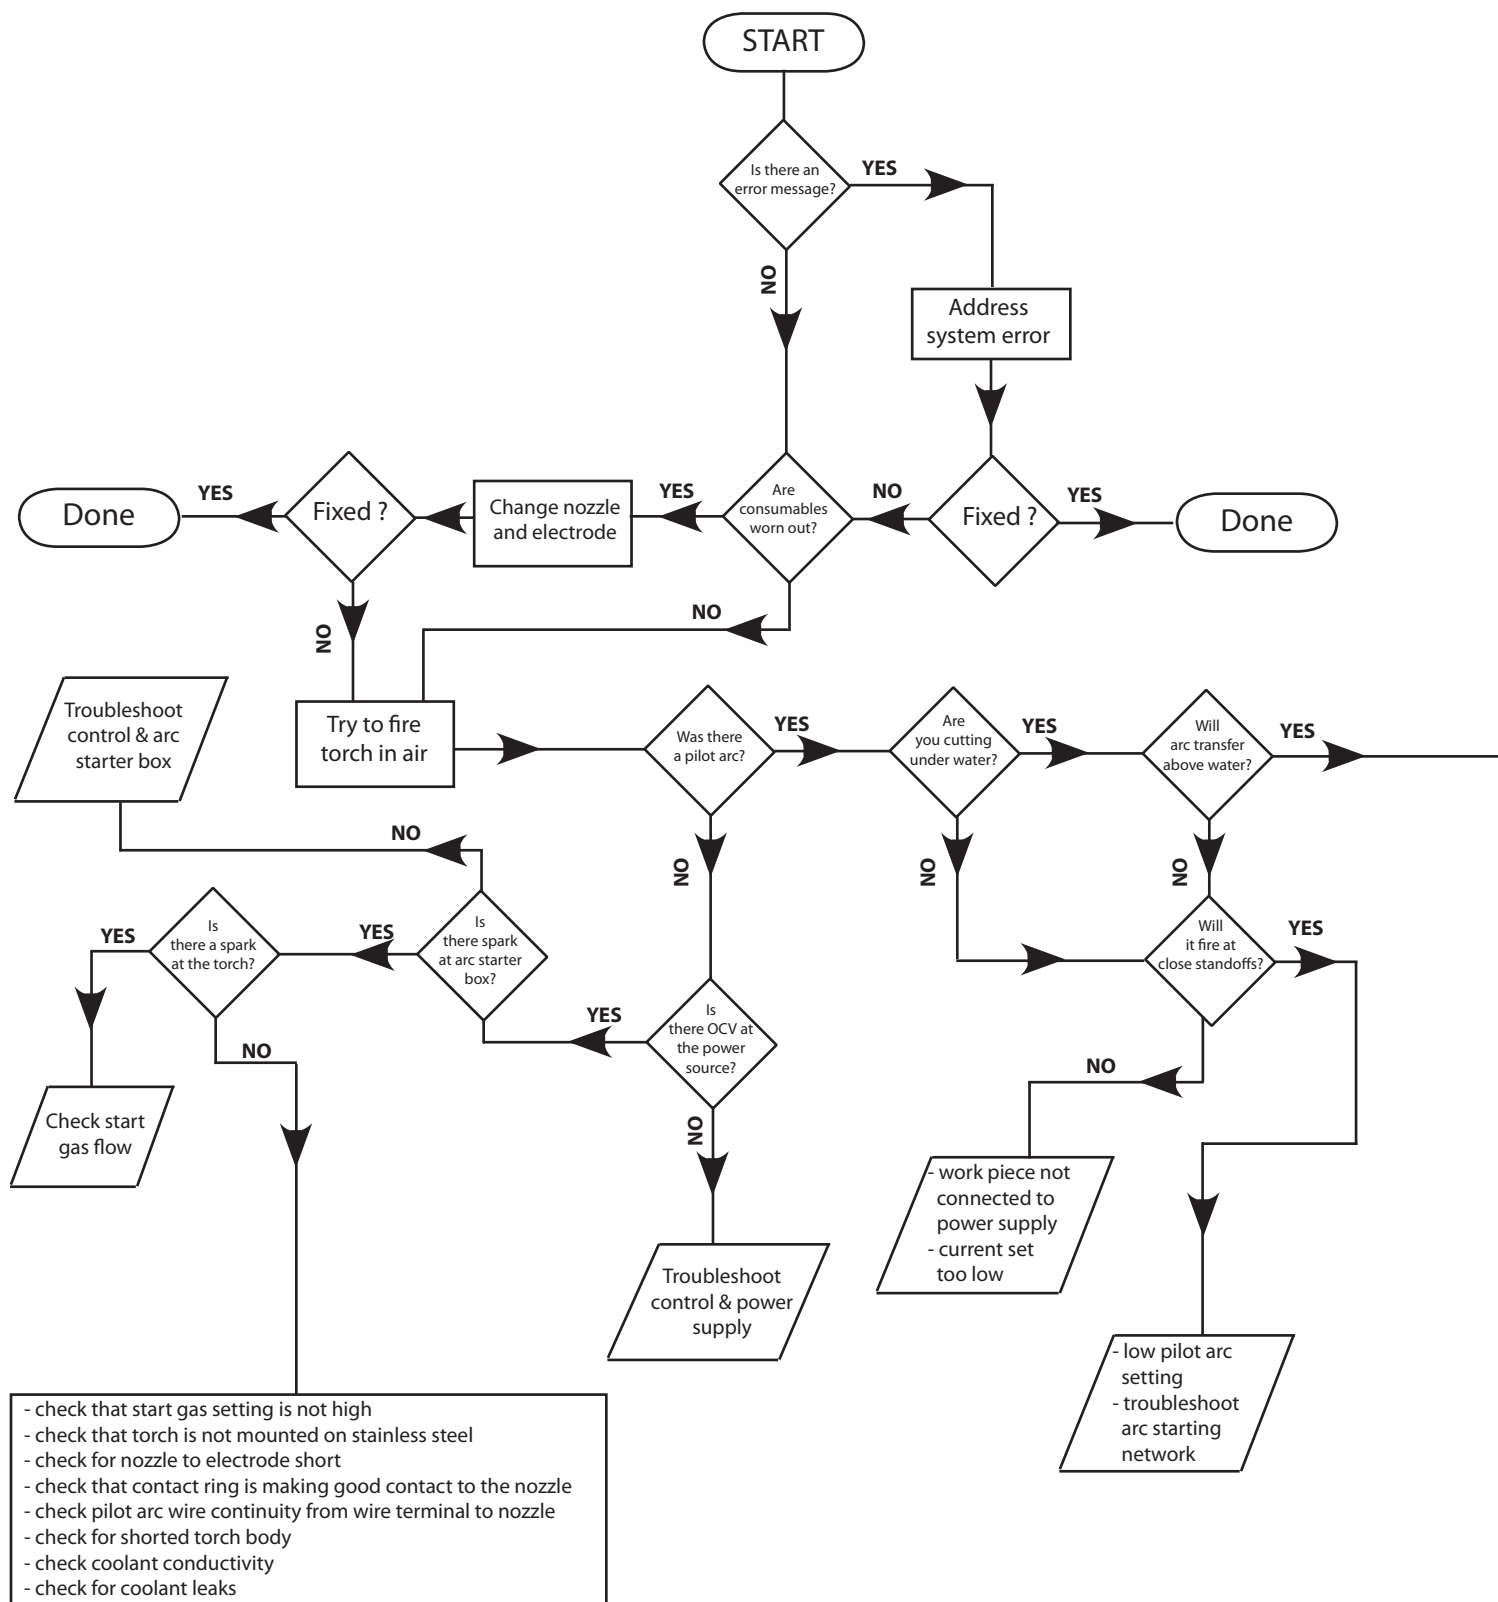 START
Is there an
error message?
YES
NO
Address
system error
Done
YES
Fixed ?
Change nozzle
and electrode
YES
Are
consumables
worn out?
NO
Fixed ?
YES
Done
NO
NO
Troubleshoot
control & arc
starter box
Try to fire
torch in air
Was there
a pilot arc?
YES
Are
you cutting
under water?
YES
Will
arc transfer
above water?
YES
NO
NO
NO
NO
YES
Is
there a spark
at the torch?
YES
Is
there spark
at arc starter
box?
Will
it fire at
close standoffs?
YES
YES
Is
there OCV at
the power
source?
NO
NO
Check start
gas flow
NO
- work piece not
connected to
power supply
- current set
too low
Troubleshoot
control & power
supply
- low pilot arc
setting
- troubleshoot
arc starting
network
- check that start gas setting is not high
- check that torch is not mounted on stainless steel
- check for nozzle to electrode short
- check that contact ring is making good contact to the nozzle
- check pilot arc wire continuity from wire terminal to nozzle
- check for shorted torch body
- check coolant conductivity
- check for coolant leaks